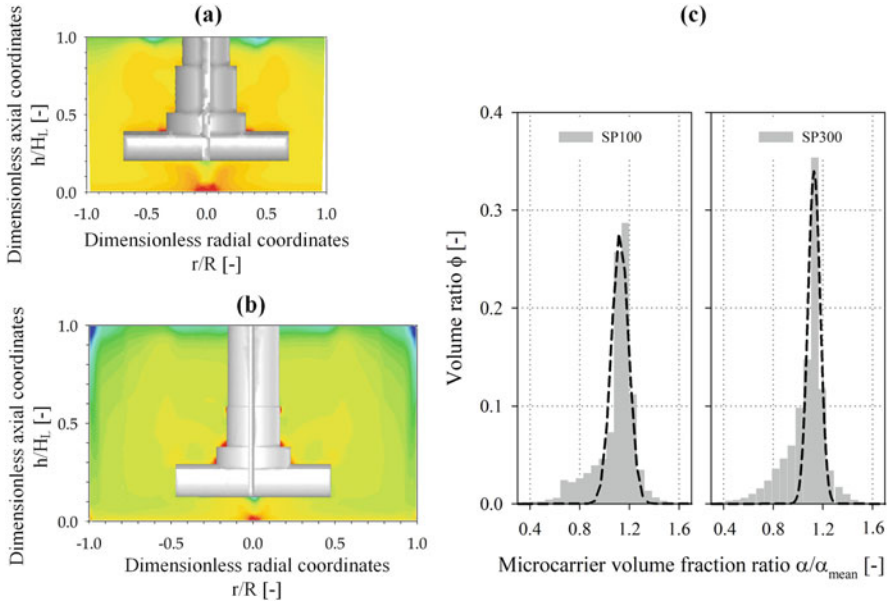 (a)
Dimensionless axial coordinates
h/H_L [-]
1.0
0.5
0.0
-1.0 -0.5 0.0 0.5 1.0
Dimensionless radial coordinates
r/R [-]
(b)
Dimensionless axial coordinates
h/H_L [-]
1.0
0.5
0.0
-1.0 -0.5 0.0 0.5 1.0
Dimensionless radial coordinates
r/R [-]
(c)
Volume ratio ϕ [-]
0.4
0.3
0.2
0.1
0.0
SP100
SP300
0.4 0.8 1.2 1.6
0.4 0.8 1.2 1.6
Microcarrier volume fraction ratio α/α_mean [-]